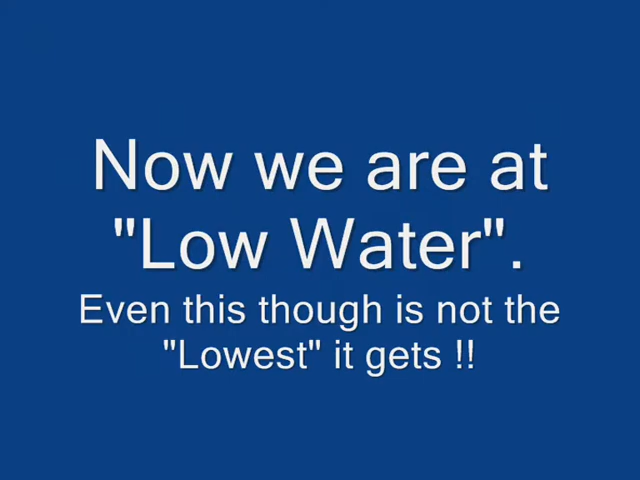 Now we are at
"Low Water".
Even this though is not the
"Lowest" it gets !!